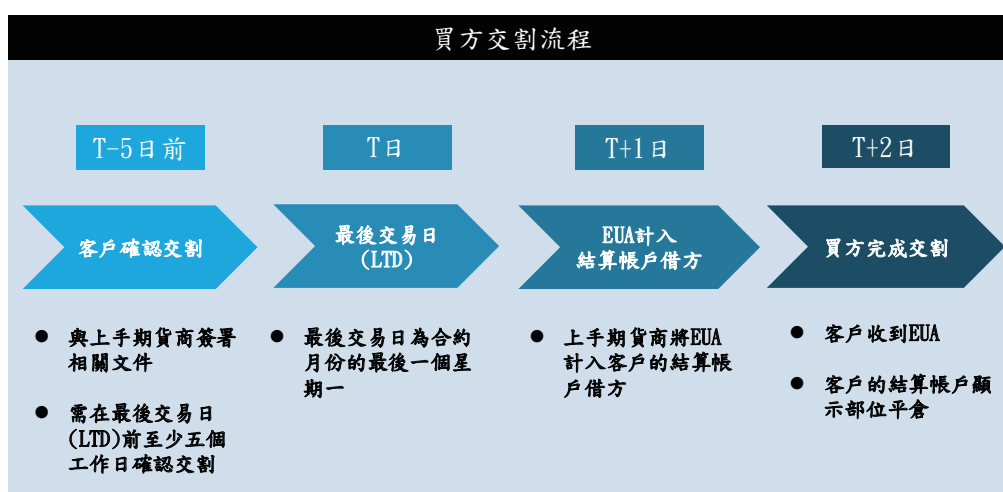 買方交割流程
T-5日前
T日
T+1日
T+2日
客戶確認交割
最後交易日
(LTD)
EUA計入
結算帳戶借方
買方完成交割
● 與上手期貨商簽署
相關文件
● 需在最後交易日
(LTD)前至少五個
工作日確認交割
● 最後交易日為合約
月份的最後一個星
期一
● 上手期貨商將EUA
計入客戶的結算帳
戶借方
● 客戶收到EUA
● 客戶的結算帳戶顯
示部位平倉